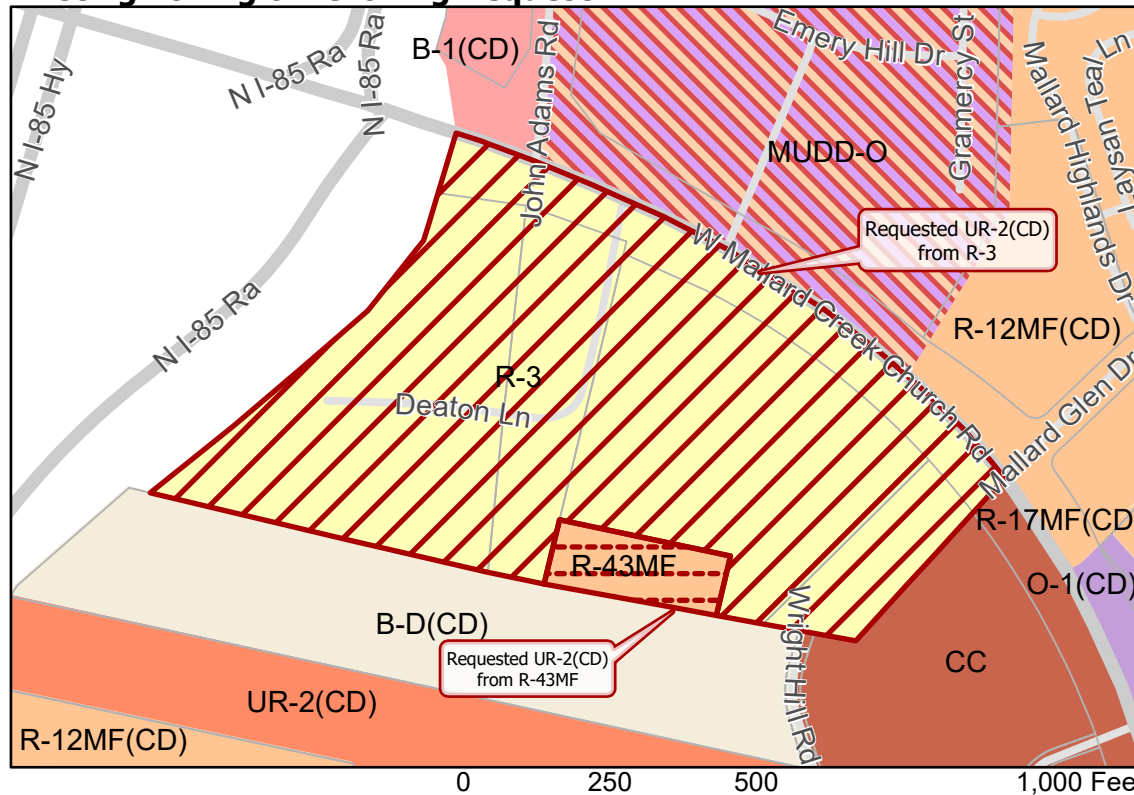 B-1(CD)
N I-85 Ra
N I-85 Ra
N I-85 Hy
John Adams Rd
Emery Hill Dr
Gramercy St
Mallard Highlands Dr
MUDD-O
Requested UR-2(CD)
from R-3
W Mallard Creek Church Rd
R-12MF(CD)
N I-85 Ra
R-3
Deaton Ln
Mallard Glen Dr
R-17MF(CD
R-43MF
O-1(CD)
B-D(CD)
Wright Hill Rd
Requested UR-2(CD)
from R-43MF
CC
UR-2(CD)
R-12MF(CD)
0 250 500 1,000 Fee